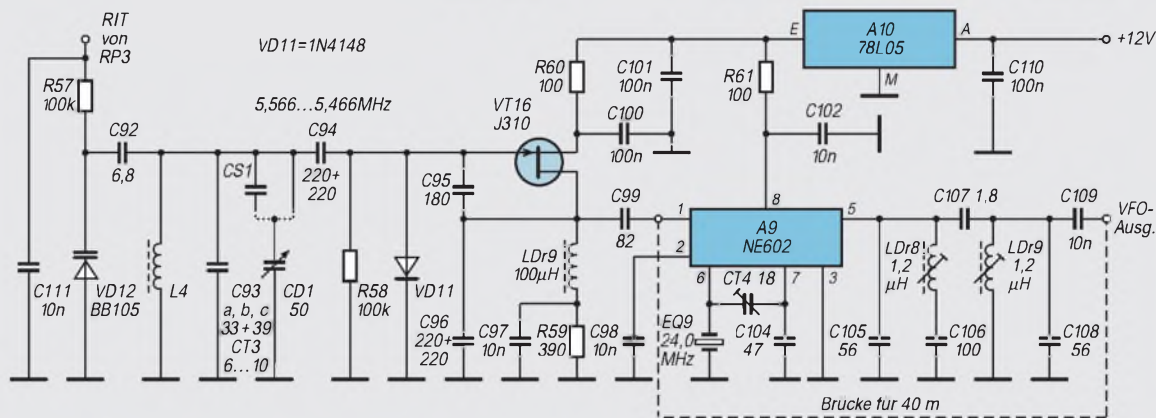 RIT
von
RP3
R57
100k
VD11=1N4148
5,566...5,466MHz
C92
6,8
C94
220+
220
CS1
C111
10n
VD12
BB105
L4
C93
a, b, c
33+39
CT3
6...10
CD1
50
R58
100k
VD11
C95
180
C96
220+
220
C97
10n
VT16
J310
R60
100
C101
100n
C100
100n
C99
82
LDr9
100µH
R59
390
C98
10n
R61
100
C102
10n
E
A10
78L05
A
M
+12V
C110
100n
8
1
A9
NE602
5
2
6
CT4 18
7
3
EQ9
24,0
MHz
C104
47
C105
56
LDr8
1,2
µH
C106
100
C107 1.8
LDr9
1,2
µH
C108
56
C109
10n
VFO-
Ausg.
Brücke für 40 m